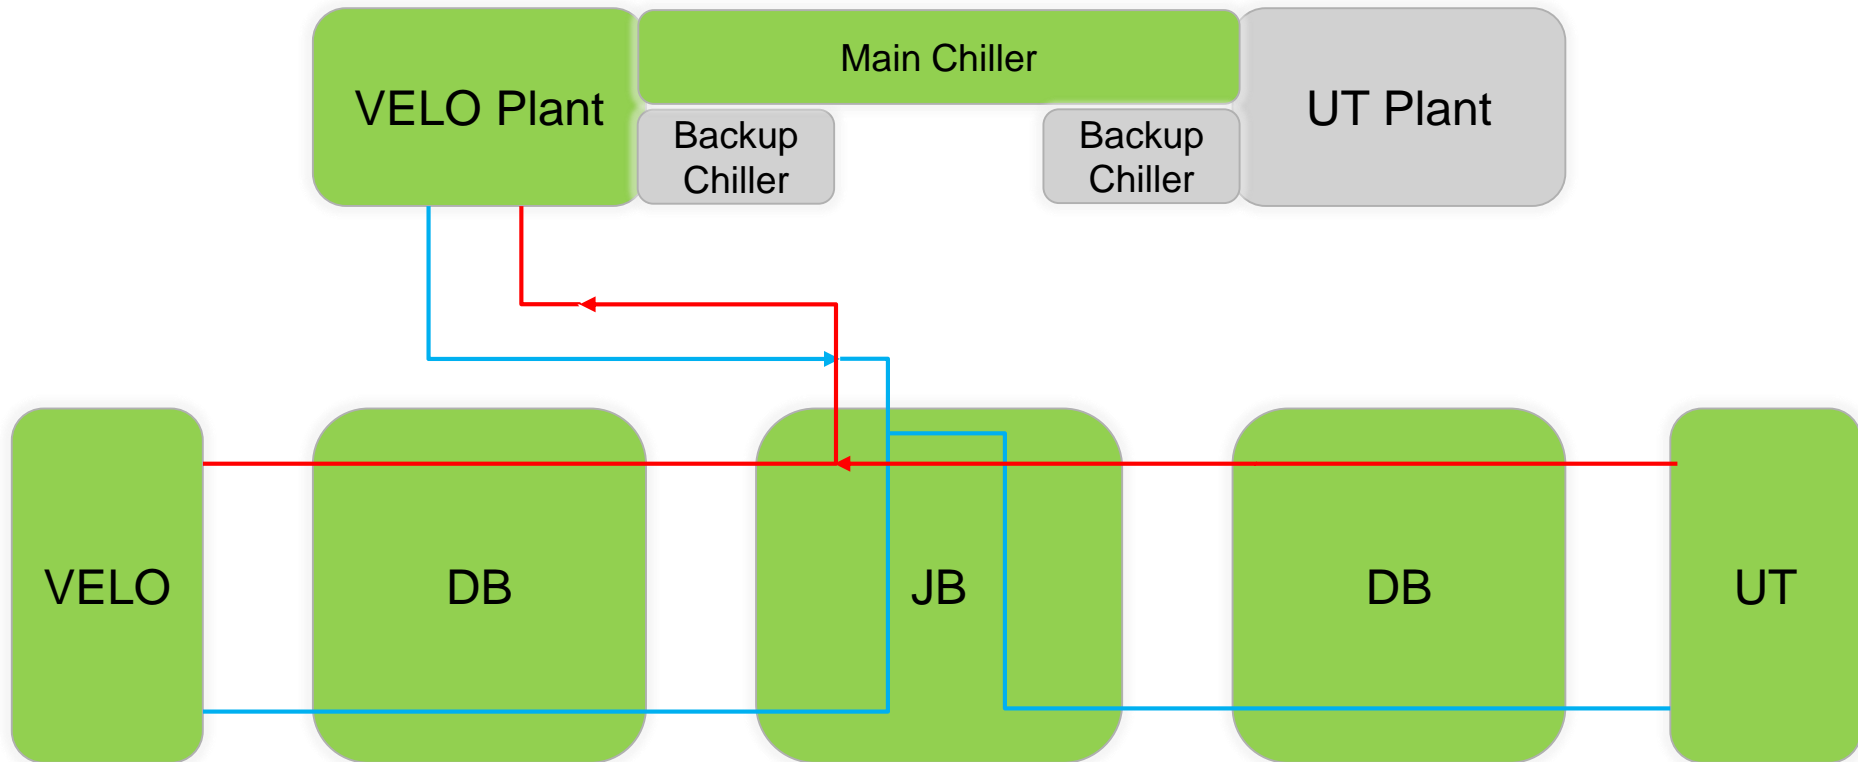 Main Chiller
VELO Plant
UT Plant
Backup
Chiller
Backup
Chiller
VELO
DB
JB
DB
UT